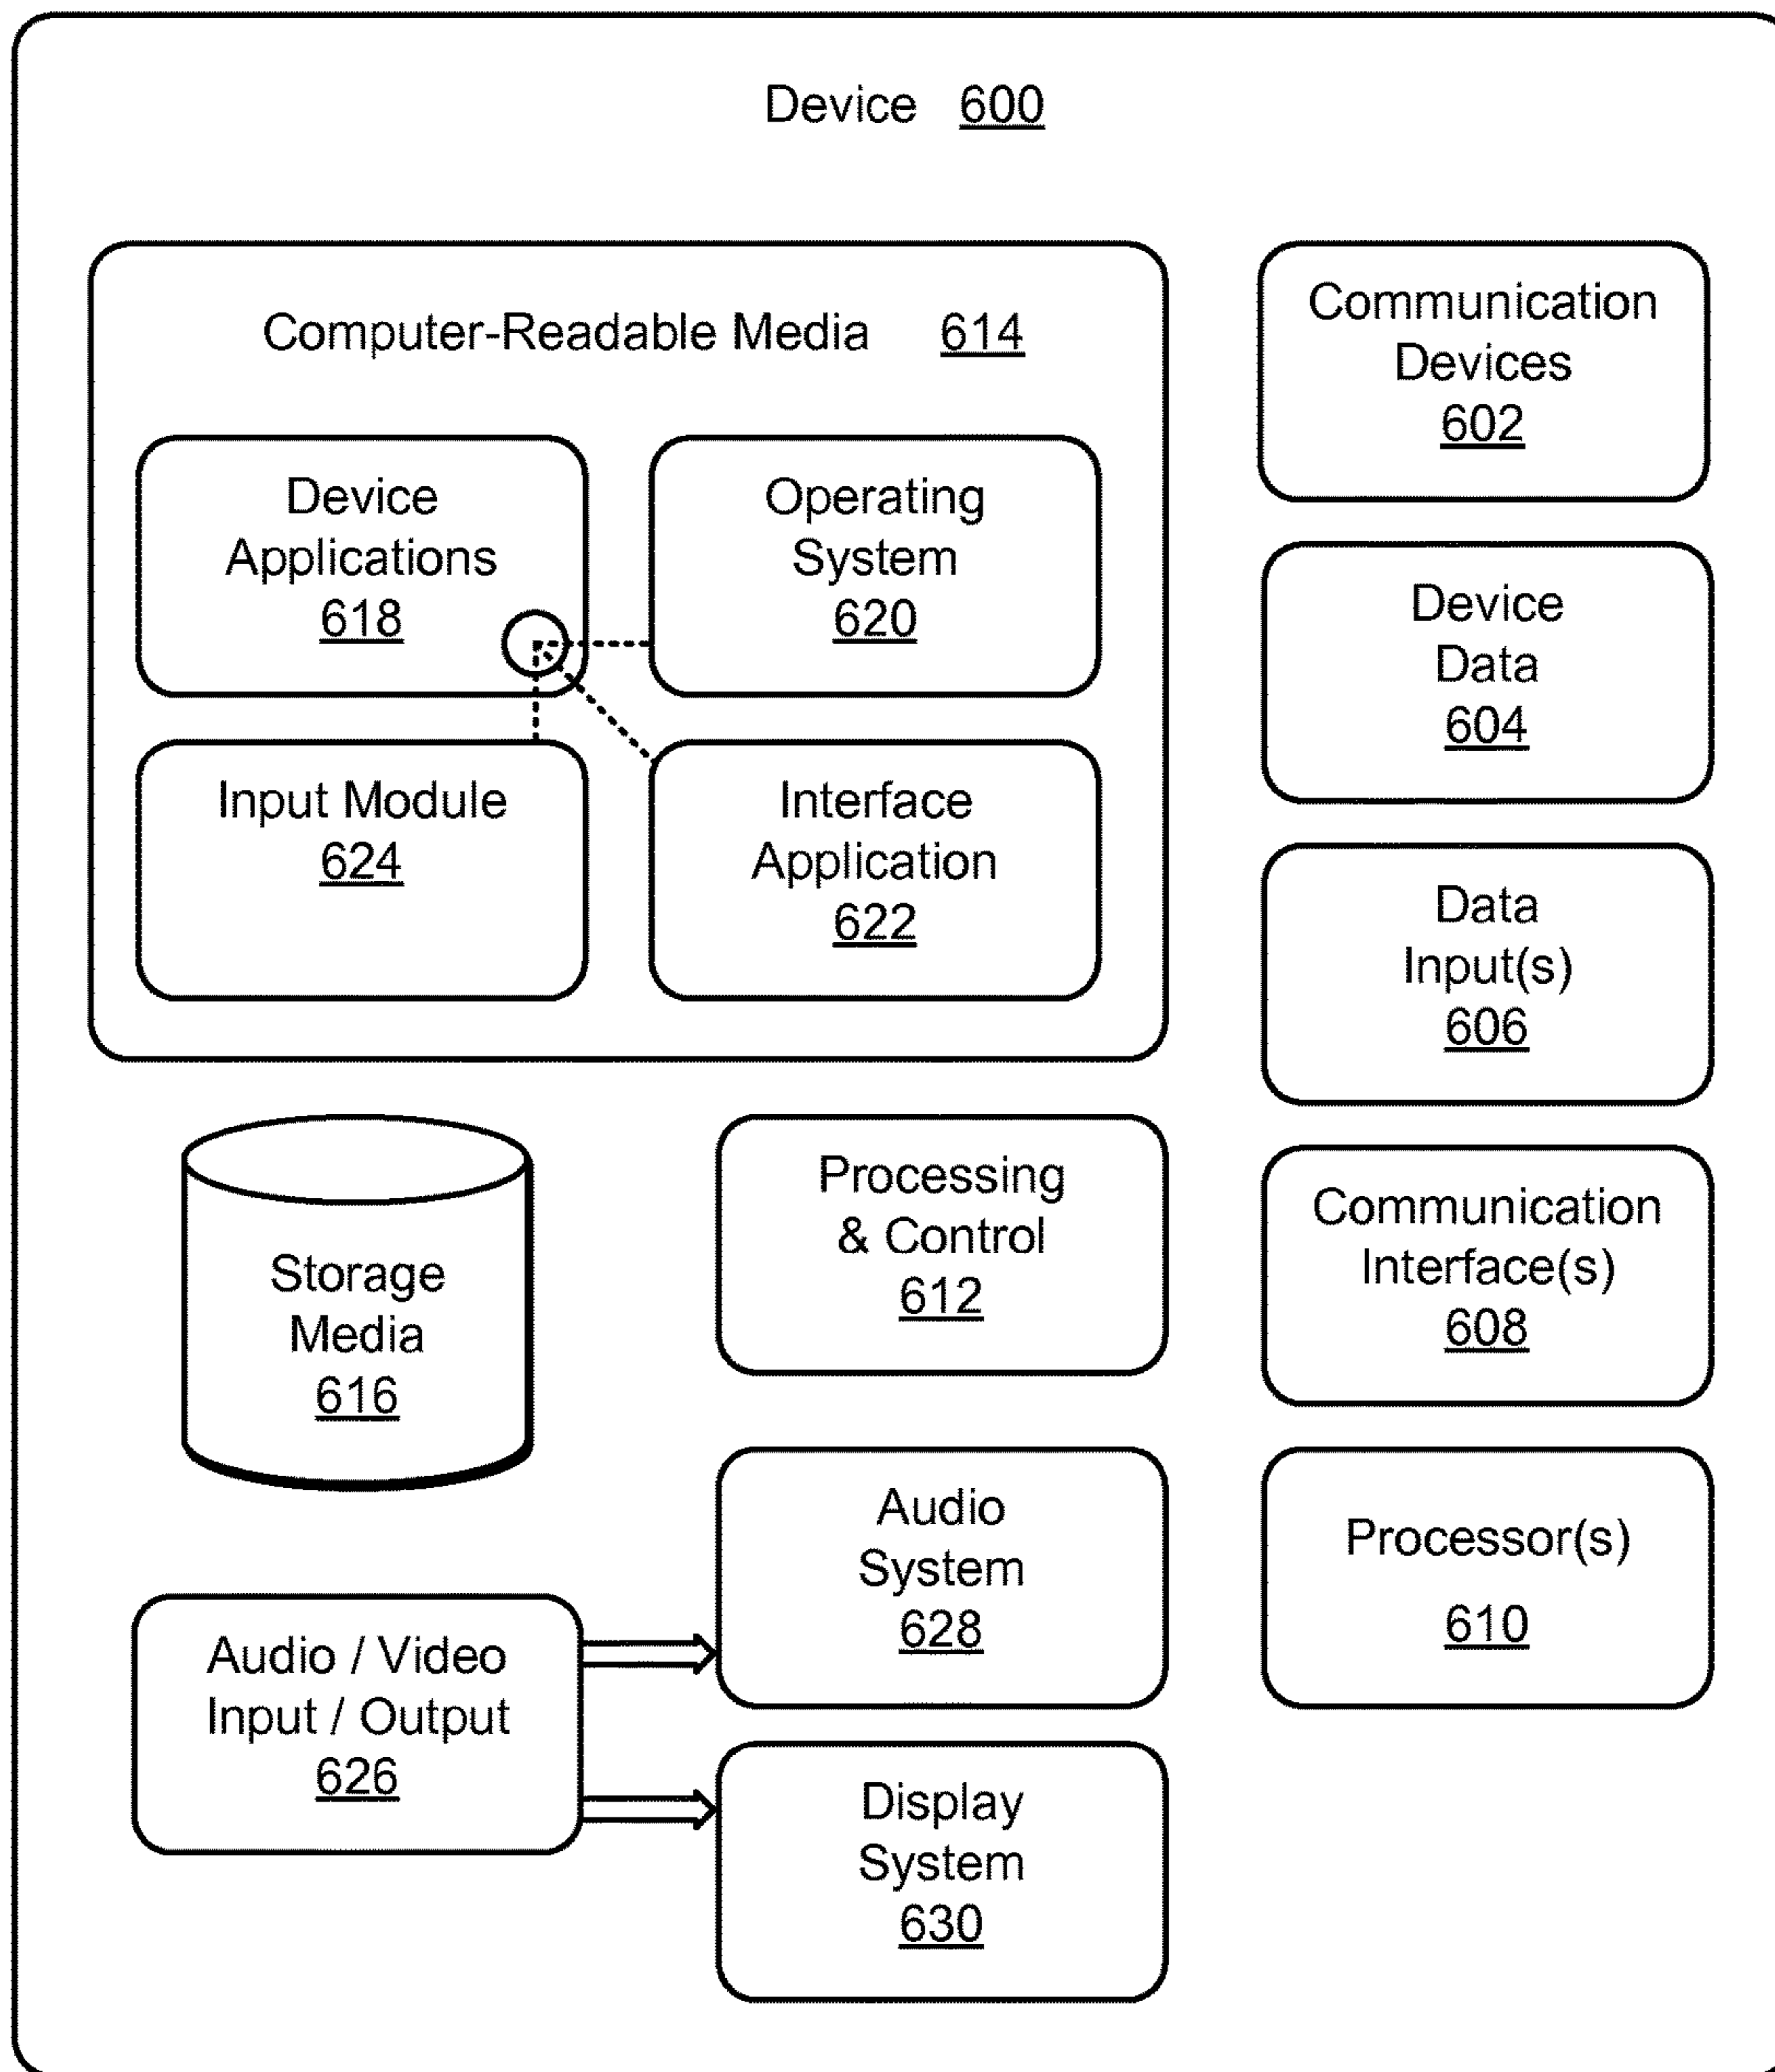 Device 600
Computer-Readable Media 614
Device
Applications
618
Operating
System
620
Input Module
624
Interface
Application
622
Communication
Devices
602
Device
Data
604
Data
Input(s)
606
Communication
Interface(s)
608
Processor(s)
610
Storage
Media
616
Processing
& Control
612
Audio / Video
Input / Output
626
Audio
System
628
Display
System
630